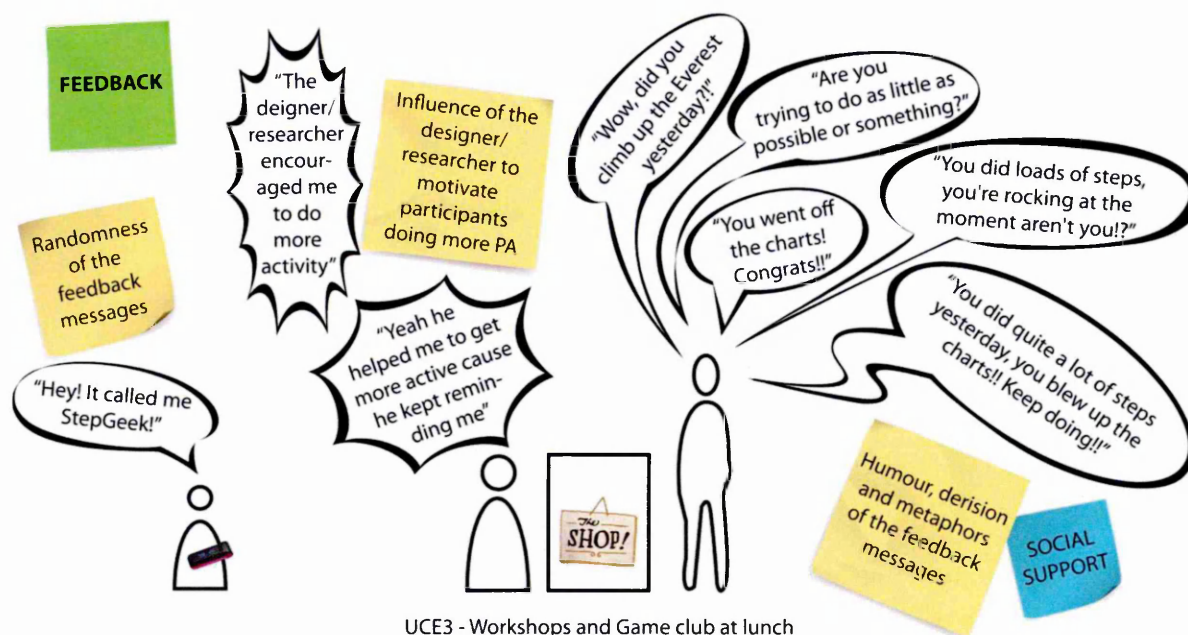 FEEDBACK
"The
deigner/
researcher
encour-
aged me
to do
more
activity"
Influence of the
designer/
researcher to
motivate
participants
doing more PA
"Wow, did you
climb up the Everest
yesterday?!"
"Are you
trying to do as little as
possible or something?"
"You did loads of steps,
you're rocking at the
moment aren't you!?"
"You went off
the charts!
Congrats!!"
Randomness
of the
feedback
messages
"You did quite a lot of steps
yesterday, you blew up the
charts!! Keep doing!!"
"Hey! It called me
StepGeek!"
"Yeah he
helped me to get
more active cause
he kept remin-
ding me"
The
SHOP!
Humour, derision
and metaphors
of the feedback
messages
SOCIAL
SUPPORT
UCE3 - Workshops and Game club at lunch